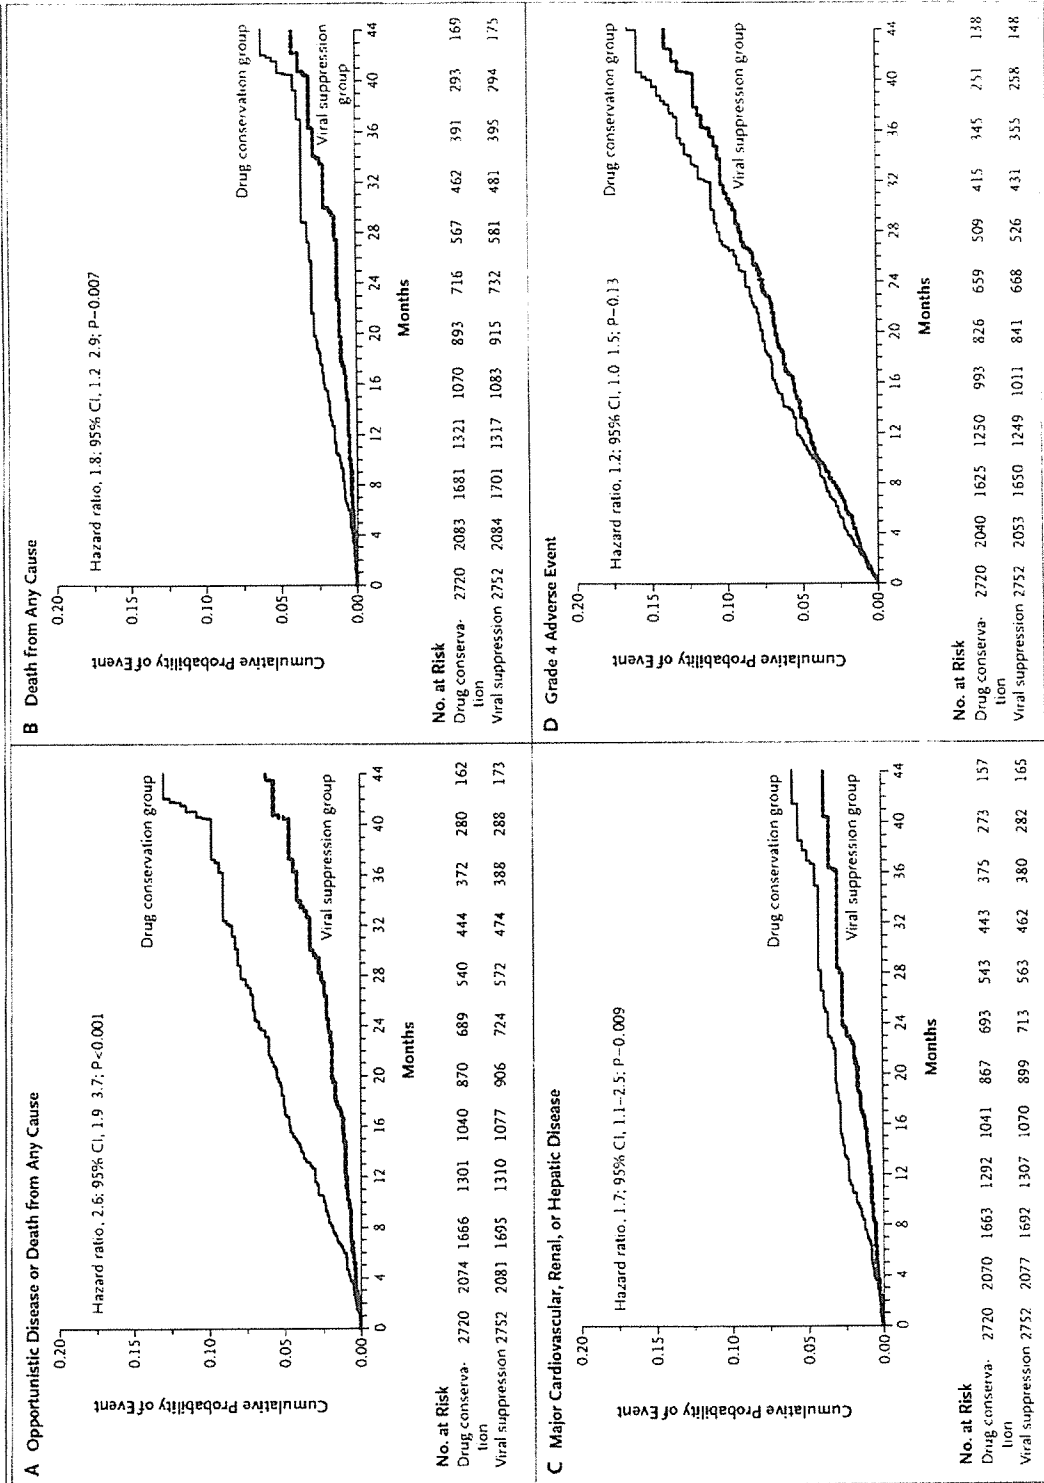 A Opportunistic Disease or Death from Any Cause
0.20
0.15
0.10
0.05
0.00
Cumulative Probability of Event
Hazard ratio, 2.6; 95% CI, 1.9 3.7; P<0.001
Drug conservation group
Viral suppression group
0 4 8 12 16 20 24 28 32 36 40 44
Months
No. at Risk
Drug conserva-
tion
2720 2074 1666 1301 1040 870 689 540 444 372 280 162
Viral suppression 2752 2081 1695 1310 1077 906 724 572 474 388 288 173
B Death from Any Cause
0.20
0.15
0.10
0.05
0.00
Cumulative Probability of Event
Hazard ratio, 1.8; 95% CI, 1.2 2.9; P=0.007
Drug conservation group
Viral suppression
group
0 4 8 12 16 20 24 28 32 36 40 44
Months
No. at Risk
Drug conserva-
tion
2720 2083 1681 1321 1070 893 716 567 462 391 293 169
Viral suppression 2752 2084 1701 1317 1083 915 732 581 481 395 294 175
C Major Cardiovascular, Renal, or Hepatic Disease
0.20
0.15
0.10
0.05
0.00
Cumulative Probability of Event
Hazard ratio, 1.7; 95% CI, 1.1–2.5; P=0.009
Drug conservation group
Viral suppression group
0 4 8 12 16 20 24 28 32 36 40 44
Months
No. at Risk
Drug conserva-
tion
2720 2070 1663 1292 1041 867 693 543 443 375 273 157
Viral suppression 2752 2077 1692 1307 1070 899 713 563 462 380 282 165
D Grade 4 Adverse Event
0.20
0.15
0.10
0.05
0.00
Cumulative Probability of Event
Hazard ratio, 1.2; 95% CI, 1.0 1.5; P=0.13
Drug conservation group
Viral suppression group
0 4 8 12 16 20 24 28 32 36 40 44
Months
No. at Risk
Drug conserva-
tion
2720 2040 1625 1250 993 826 659 509 415 345 251 138
Viral suppression 2752 2053 1650 1249 1011 841 668 526 431 355 258 148